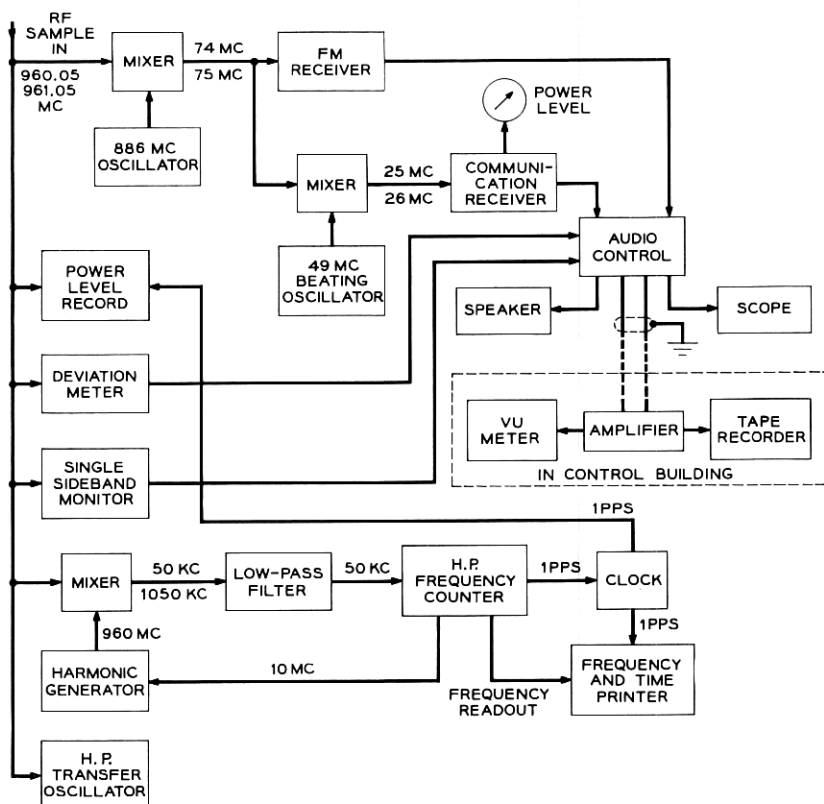 RF
SAMPLE
IN
960.05
961.05
MC
MIXER
74 MC
75 MC
FM
RECEIVER
886 MC
OSCILLATOR
POWER
LEVEL
MIXER
25 MC
26 MC
COMMUNI-
CATION
RECEIVER
49 MC
BEATING
OSCILLATOR
AUDIO
CONTROL
POWER
LEVEL
RECORD
SPEAKER
SCOPE
DEVIATION
METER
VU
METER
AMPLIFIER
TAPE
RECORDER
IN CONTROL BUILDING
SINGLE
SIDEBAND
MONITOR
1PPS
MIXER
50 KC
1050 KC
LOW-PASS
FILTER
50 KC
H.P.
FREQUENCY
COUNTER
1PPS
CLOCK
960 MC
1PPS
HARMONIC
GENERATOR
10 MC
FREQUENCY
READOUT
FREQUENCY
AND TIME
PRINTER
H. P.
TRANSFER
OSCILLATOR